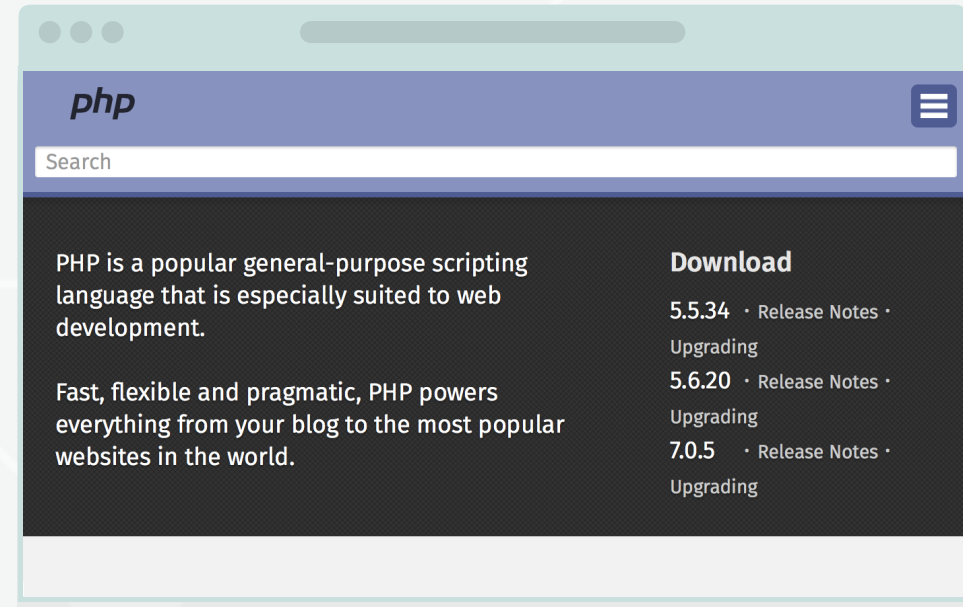 php
Search
PHP is a popular general-purpose scripting
language that is especially suited to web
development.
Fast, flexible and pragmatic, PHP powers
everything from your blog to the most popular
websites in the world.
Download
5.5.34 · Release Notes ·
Upgrading
5.6.20 · Release Notes ·
Upgrading
7.0.5 · Release Notes ·
Upgrading